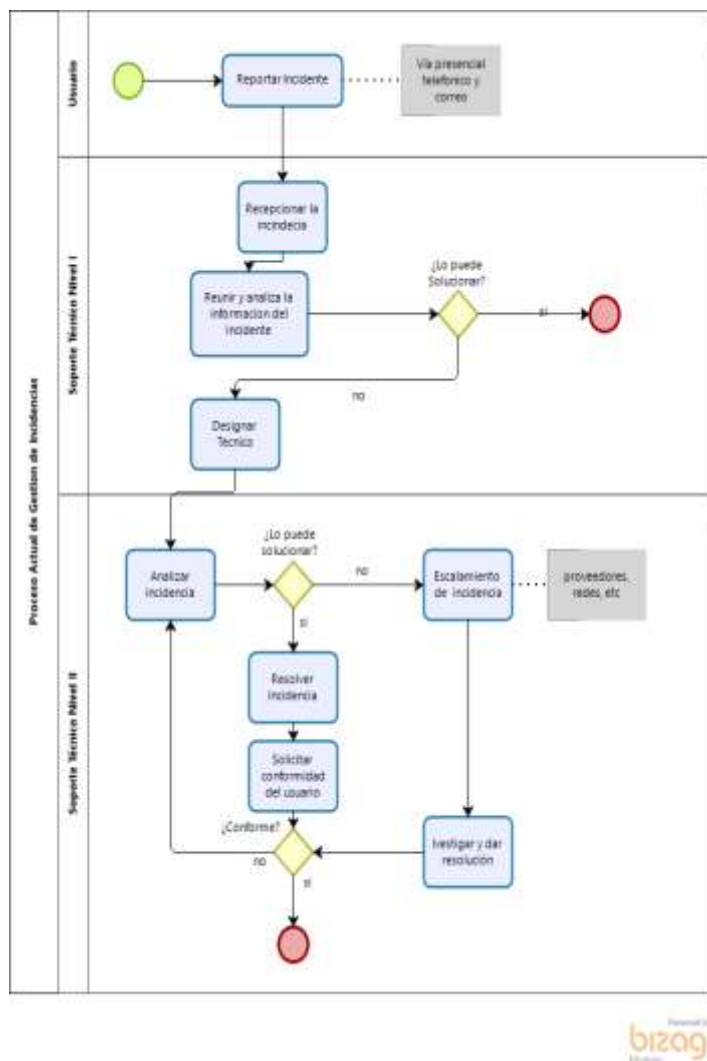 Proceso Actual de Gestion de Incidencias
Usuario
Reportar Incidente
Vía presencial
telefonico y
correo
Soporte Técnico Nivel I
Recepcionar la
incindecia
Reunir y analiza la
informacion del
incidente
¿Lo puede
Solucionar?
si
no
Designar
Tecnico
Soporte Técnico Nivel II
Analizar
incidencia
¿Lo puede
solucionar?
no
Escalamiento
de incidencia
proveedores,
redes, etc
si
Resolver
Incidencia
Solicitar
conformidad
del usuario
¿Conforme?
no
si
Ivestigar y dar
resolución
bizag